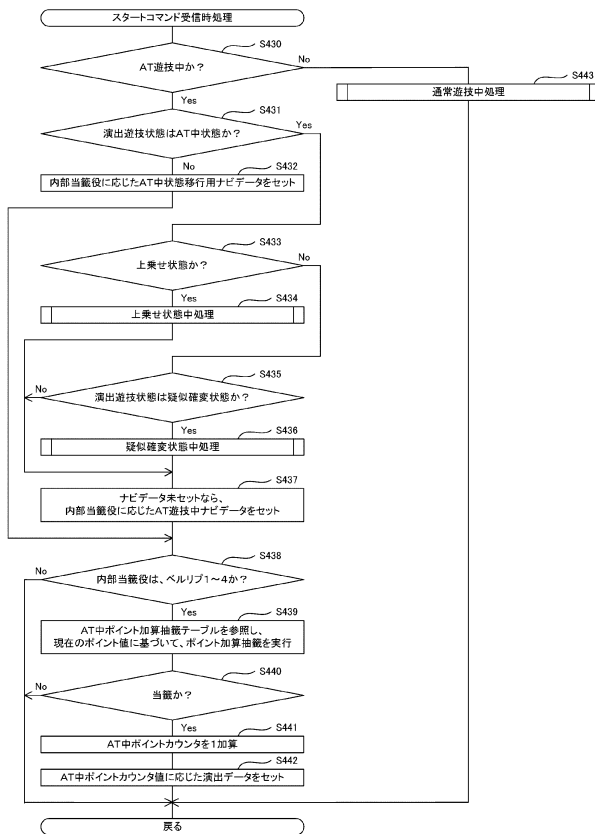 スタートコマンド受信時処理
S430
AT遊技中か？
No
S443
通常遊技中処理
Yes
S431
演出遊技状態はAT中状態か？
Yes
No
S432
内部当籤役に応じたAT中状態移行用ナビデータをセット
S433
上乗せ状態か？
No
Yes
S434
上乗せ状態中処理
S435
No
演出遊技状態は疑似確変状態か？
Yes
S436
疑似確変状態中処理
S437
ナビデータ未セットなら、
内部当籤役に応じたAT遊技中ナビデータをセット
S438
No
内部当籤役は、ベルリプ1～4か？
Yes
S439
AT中ポイント加算抽籤テーブルを参照し、
現在のポイント値に基づいて、ポイント加算抽籤を実行
S440
No
当籤か？
Yes
S441
AT中ポイントカウンタを1加算
S442
AT中ポイントカウンタ値に応じた演出データをセット
戻る